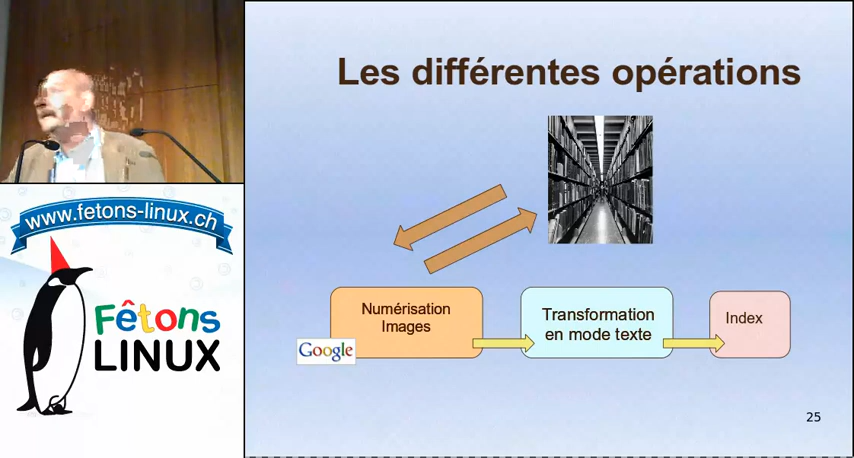 Les différentes opérations
www.fetons-linux.ch
Fêtons
LINUX
Numérisation
Images
Google
Transformation
en mode texte
Index
25